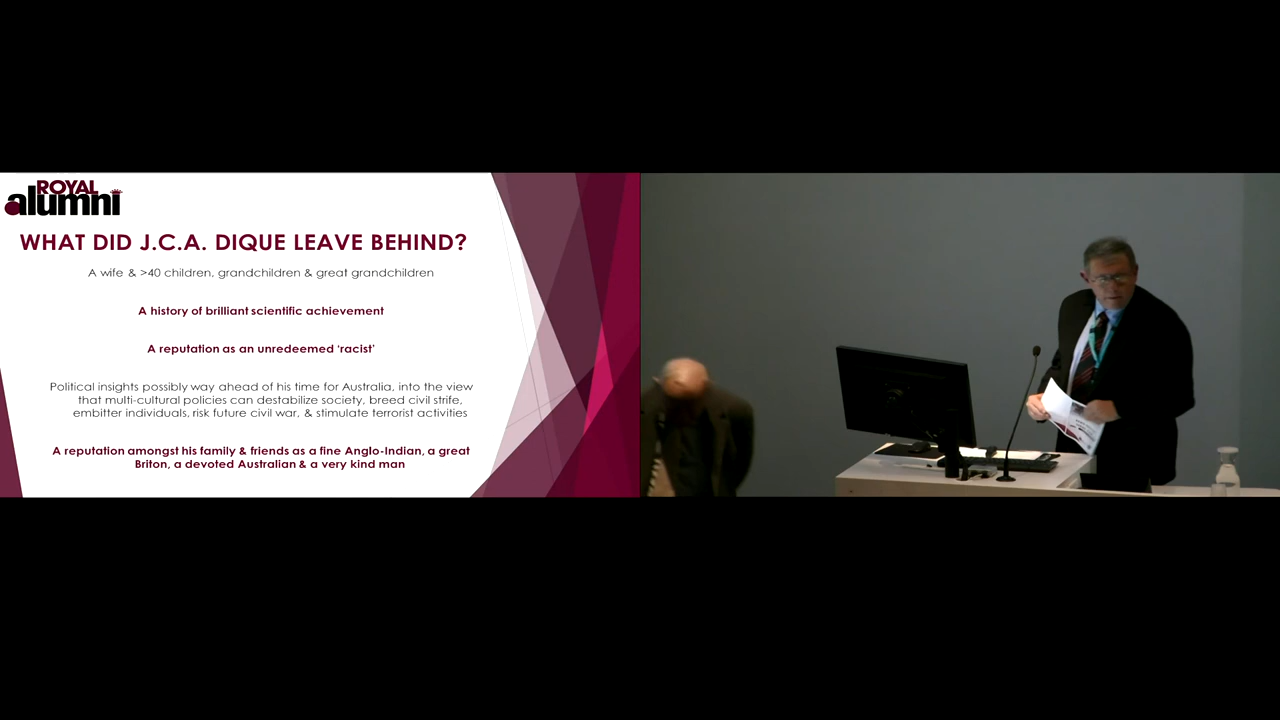 ROYAL
alumni
WHAT DID J.C.A. DIQUE LEAVE BEHIND?
A wife & >40 children, grandchildren & great grandchildren
A history of brilliant scientific achievement
A reputation as an unredeemed ‘racist’
Political insights possibly way ahead of his time for Australia, into the view
that multi-cultural policies can destabilize society, breed civil strife,
embitter individuals, risk future civil war, & stimulate terrorist activities
A reputation amongst his family & friends as a fine Anglo-Indian, a great
Briton, a devoted Australian & a very kind man